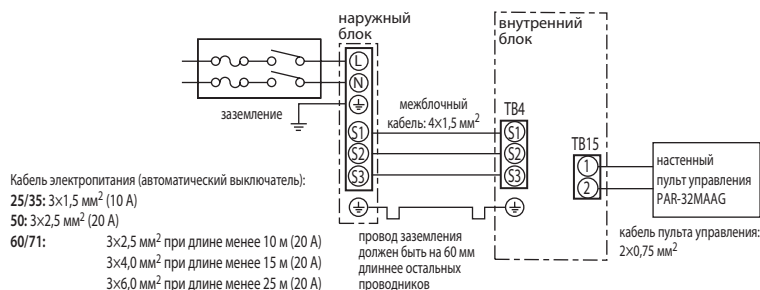 наружный
блок
внутренний
блок
L
N
заземление
межблочный
кабель: 4×1,5 мм²
TB4
S1
S2
S3
S1
S2
S3
TB15
1
2
настенный
пульт управления
PAR-32MAAG
кабель пульта управления:
2×0,75 мм²
провод заземления
должен быть на 60 мм
длиннее остальных
проводников
Кабель электропитания (автоматический выключатель):
25/35: 3×1,5 мм² (10 А)
50: 3×2,5 мм² (20 А)
60/71: 3×2,5 мм² при длине менее 10 м (20 А)
3×4,0 мм² при длине менее 15 м (20 А)
3×6,0 мм² при длине менее 25 м (20 А)